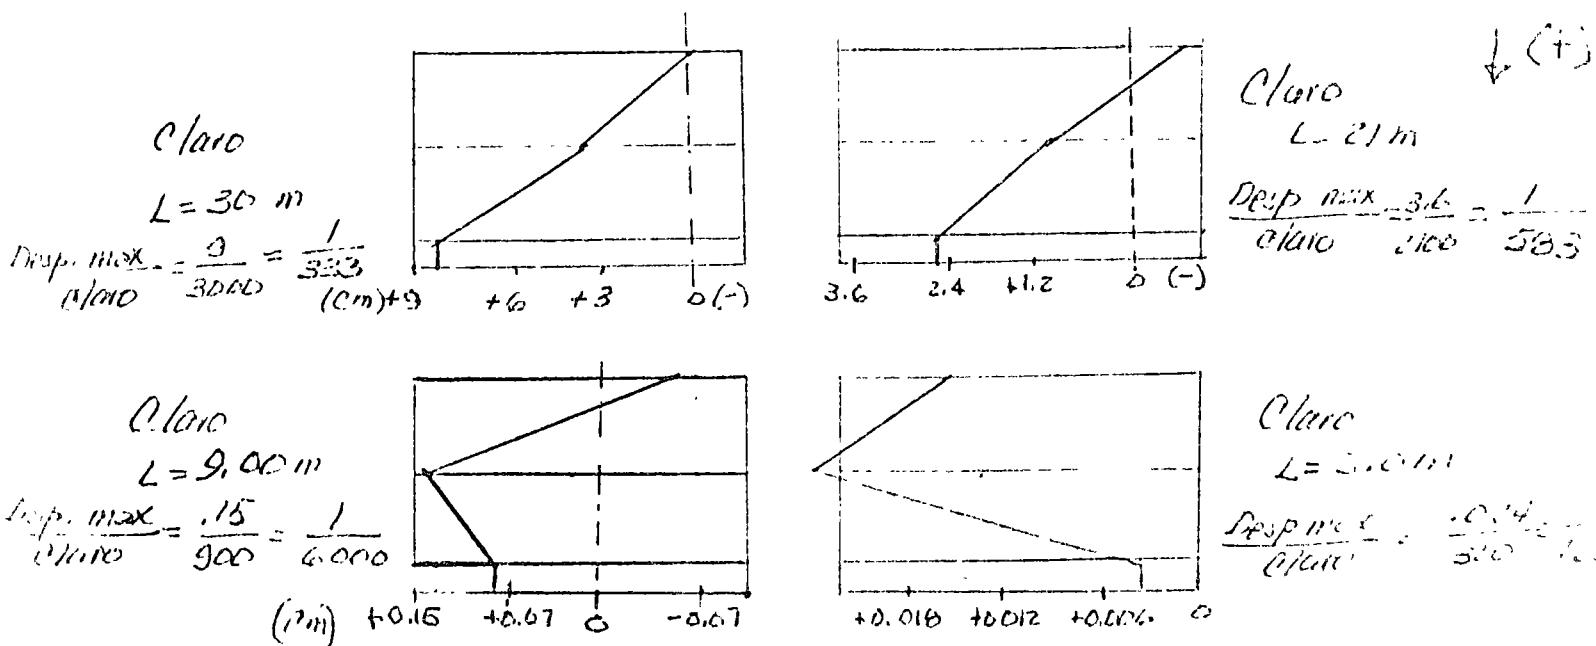 Claro
L = 30 m
Desp. max / claro = 9/3000 = 1/333
(cm) +9 +6 +3 0 (-)
↓ (+)
Claro
L = 21 m
Desp max / claro = 3.6/2100 = 1/583
3.6 2.4 +1.2 0 (-)
Claro
L = 9.00 m
Desp. max / claro = .15/900 = 1/6000
(cm) +0.15 +0.07 0 -0.07
Claro
L =
Desp max / claro =
+0.018 +0.012 +0.006 0